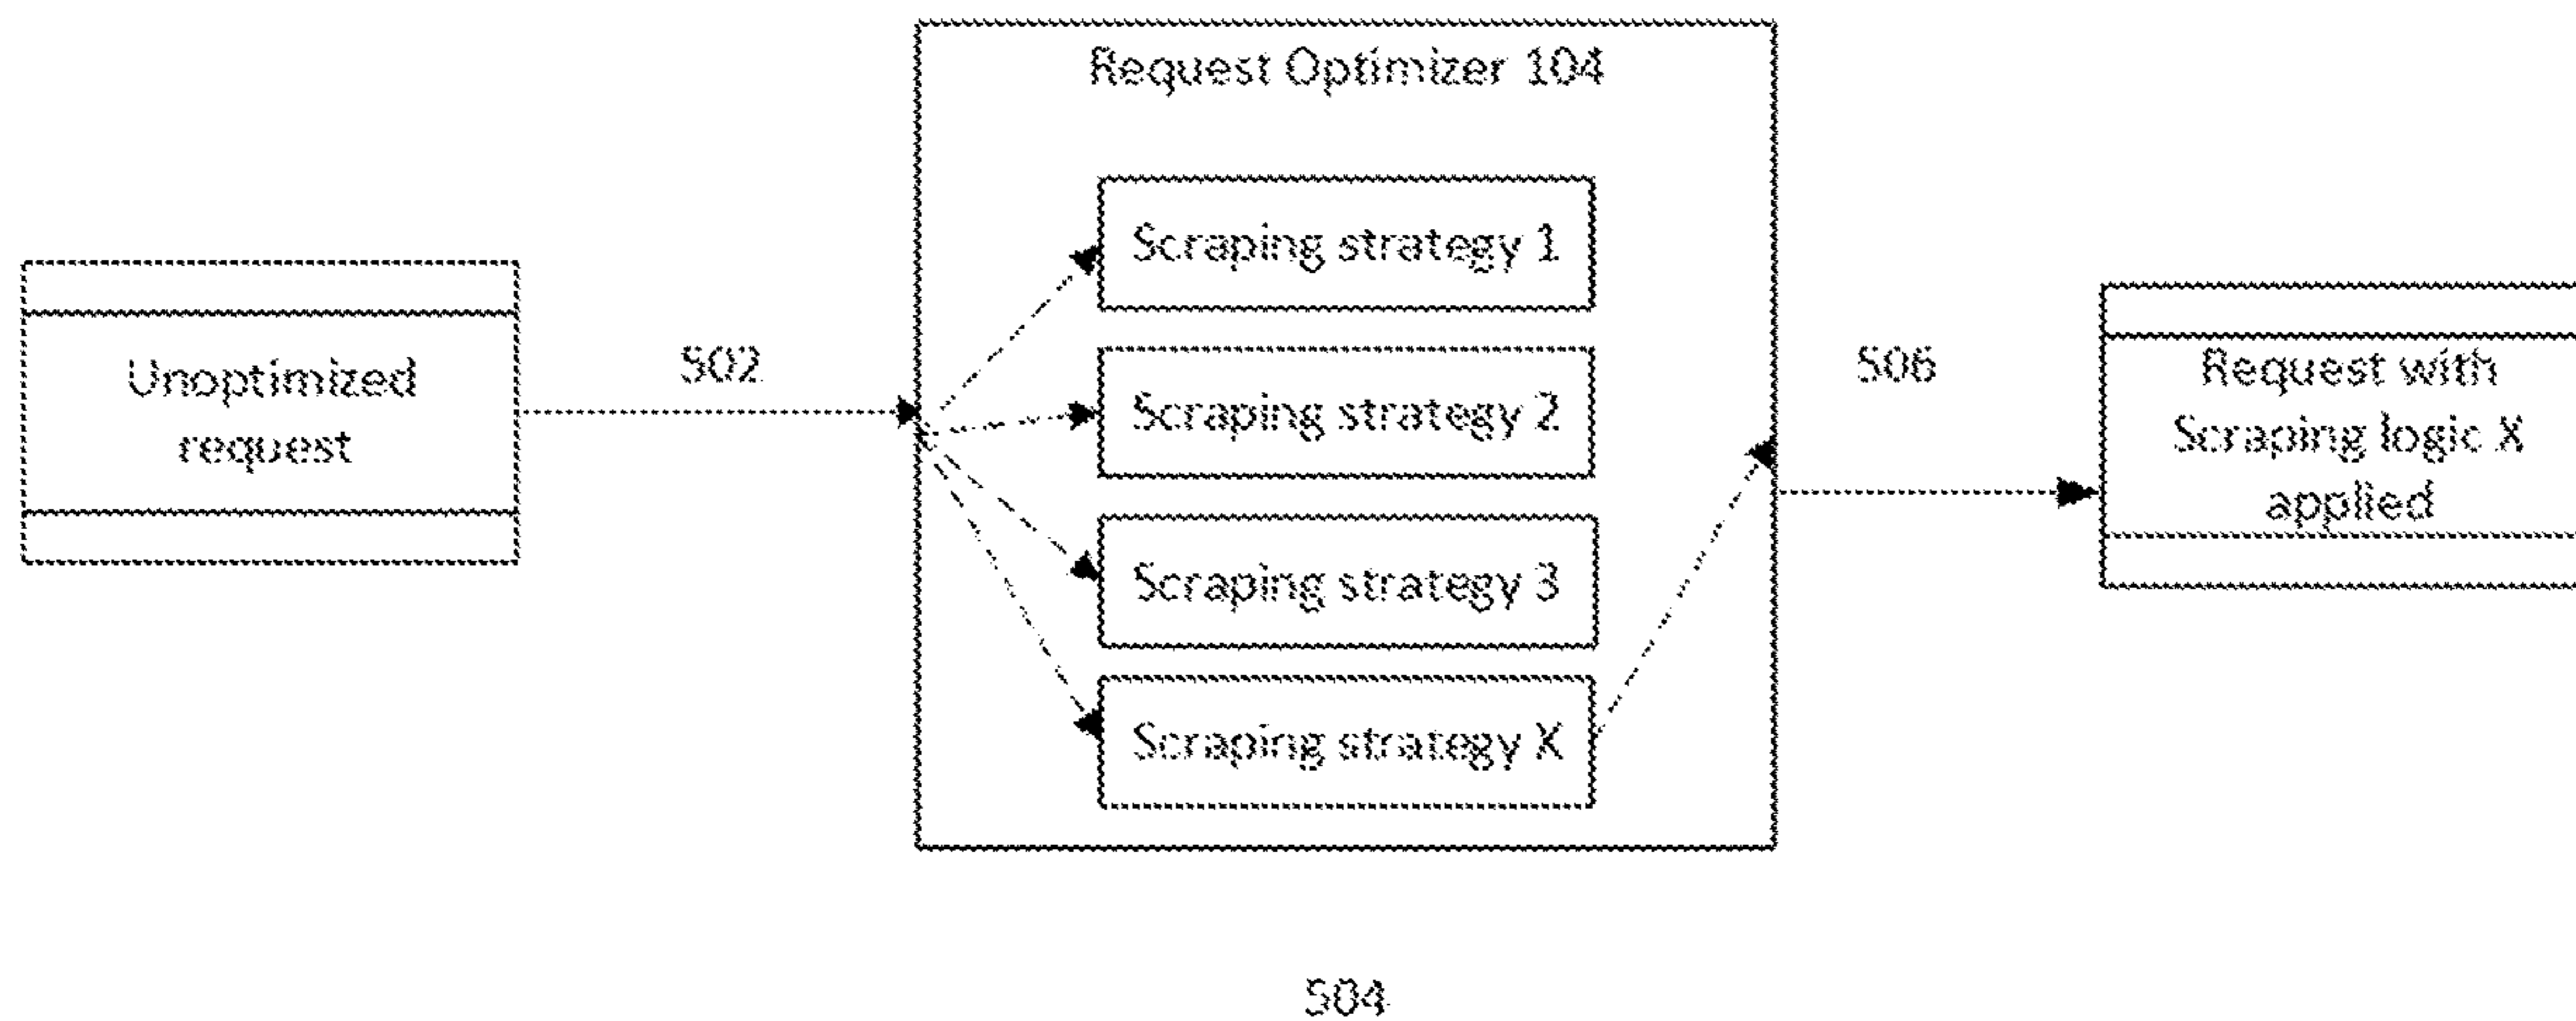 Request Optimizer 104
Unoptimized
request
502
Scraping strategy 1
Scraping strategy 2
Scraping strategy 3
Scraping strategy X
506
Request with
Scraping logic X
applied
504